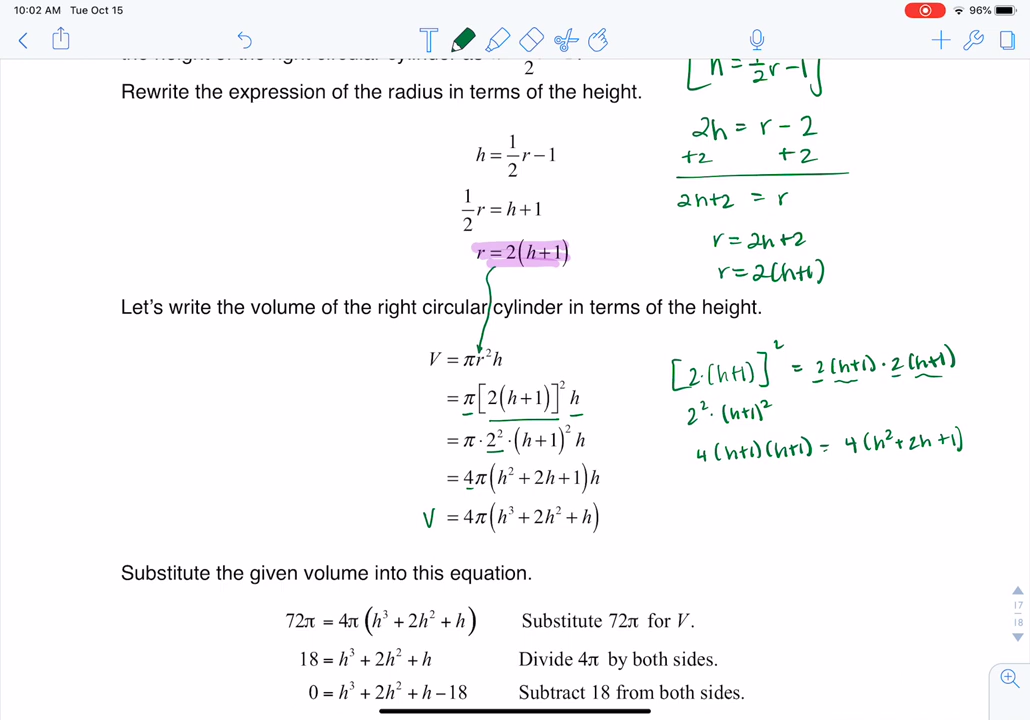 10:02 AM Tue Oct 15
96%
2
[h = 1/2 r - 1]
Rewrite the expression of the radius in terms of the height.
h = 1/2 r − 1
1/2 r = h + 1
r = 2(h + 1)
2h = r - 2
+2 +2
2h+2 = r
r = 2h+2
r = 2(h+1)
Let's write the volume of the right circular cylinder in terms of the height.
V = πr²h
= π[2(h + 1)]² h
= π · 2² · (h + 1)² h
= 4π(h² + 2h + 1)h
V = 4π(h³ + 2h² + h)
[2·(h+1)]² = 2(h+1) · 2(h+1)
2² · (h+1)²
4(h+1)(h+1) = 4(h² + 2h + 1)
Substitute the given volume into this equation.
72π = 4π(h³ + 2h² + h) Substitute 72π for V.
18 = h³ + 2h² + h Divide 4π by both sides.
0 = h³ + 2h² + h − 18 Subtract 18 from both sides.
17
18